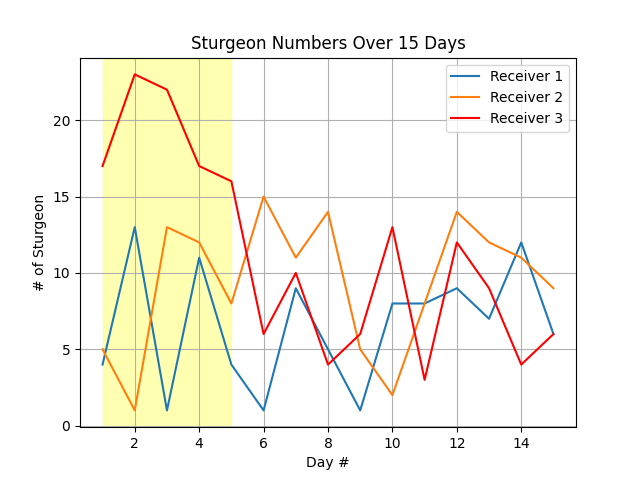 Sturgeon Numbers Over 15 Days
Receiver 1
Receiver 2
Receiver 3
# of Sturgeon
20
15
10
5
0
2 4 6 8 10 12 14
Day #